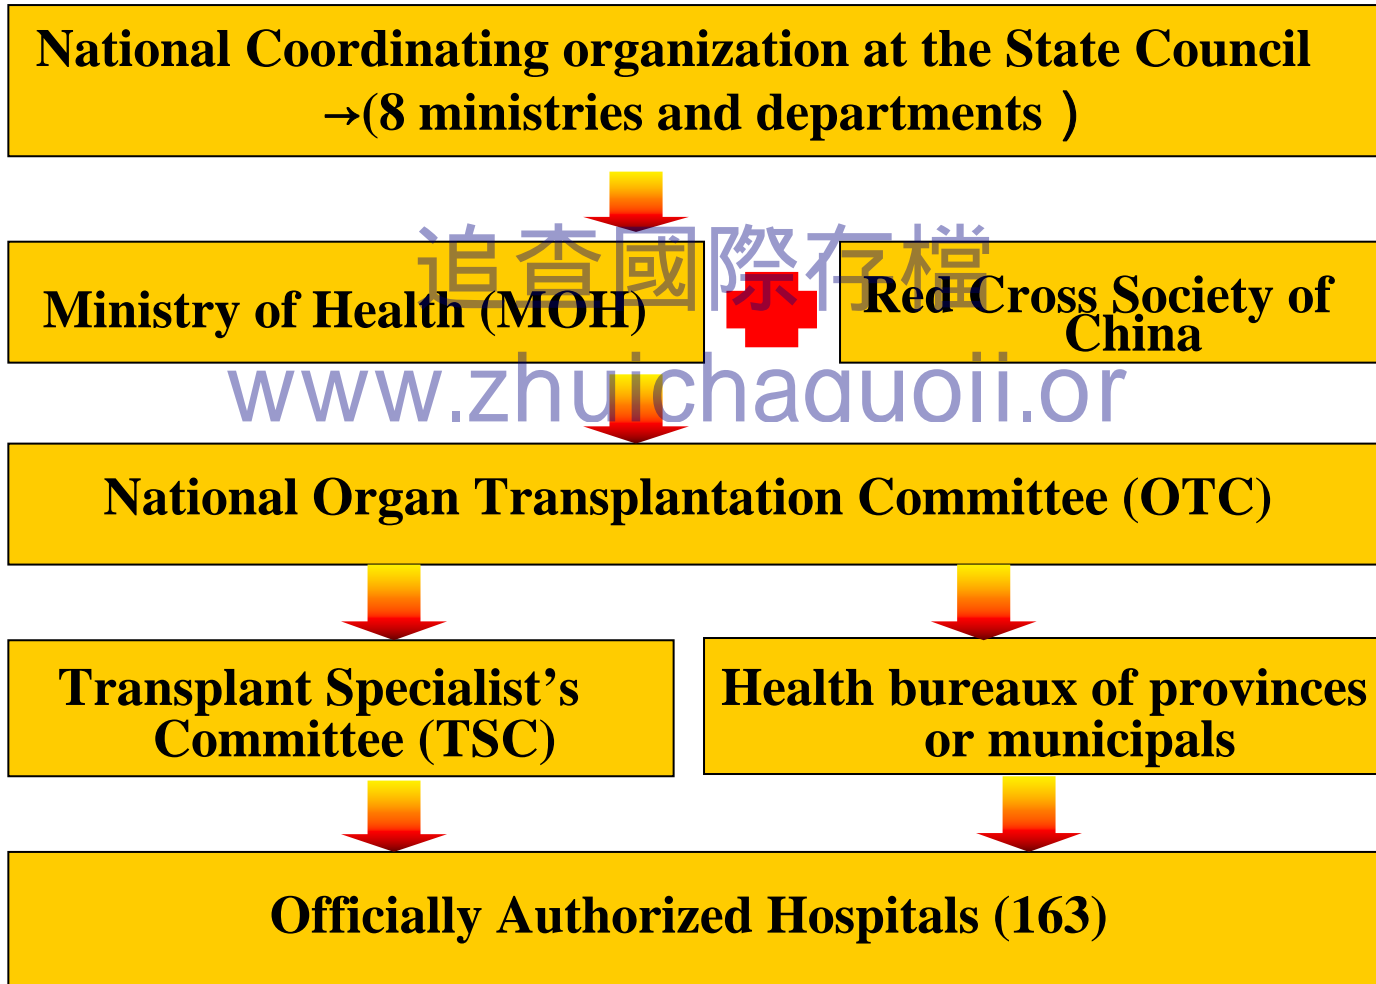 National Coordinating organization at the State Council
→(8 ministries and departments )
追查國際存檔
Ministry of Health (MOH)
Red Cross Society of
China
www.zhuichaguoji.or
National Organ Transplantation Committee (OTC)
Transplant Specialist’s
Committee (TSC)
Health bureaux of provinces
or municipals
Officially Authorized Hospitals (163)